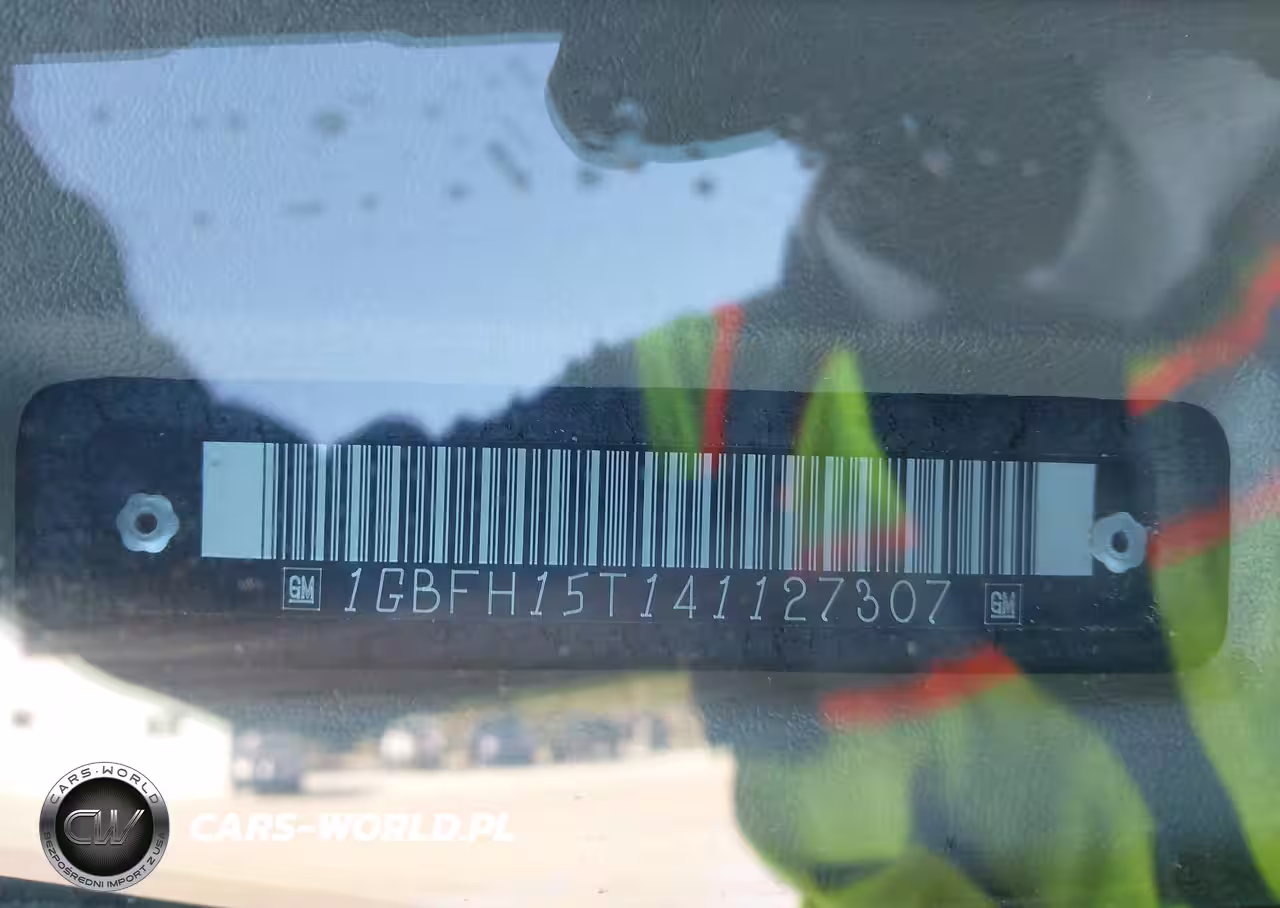 GM 1GBFH15T141127307 GM
CARS·WORLD
CW
BEZPOŚREDNI IMPORT Z USA
CARS-WORLD.PL